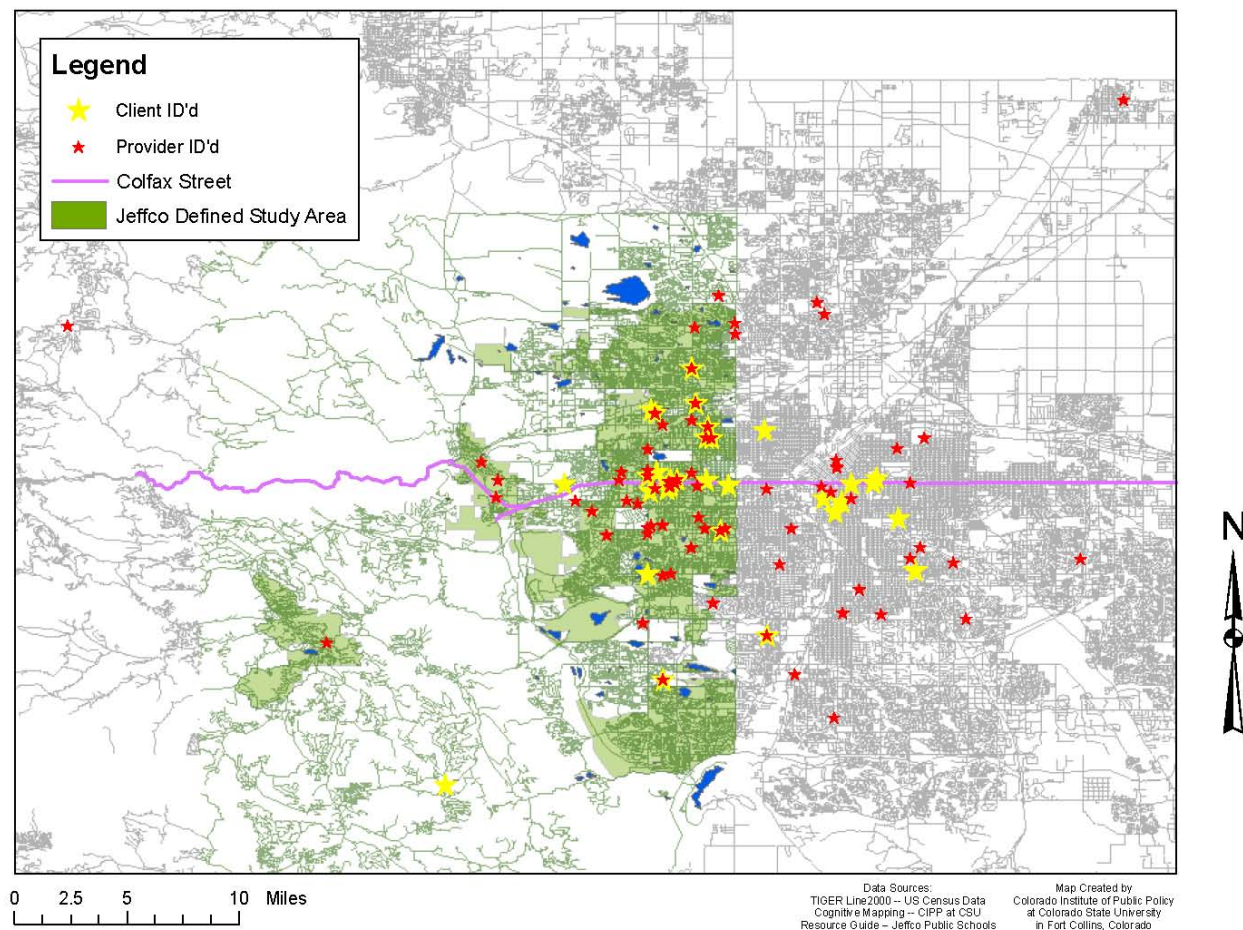 Legend
Client ID'd
Provider ID'd
Colfax Street
Jeffco Defined Study Area
N
0 2.5 5 10 Miles
Data Sources:
TIGER Line2000 -- US Census Data
Cognitive Mapping -- CIPP at CSU
Resource Guide – Jeffco Public Schools
Map Created by
Colorado Institute of Public Policy
at Colorado State University
in Fort Collins, Colorado